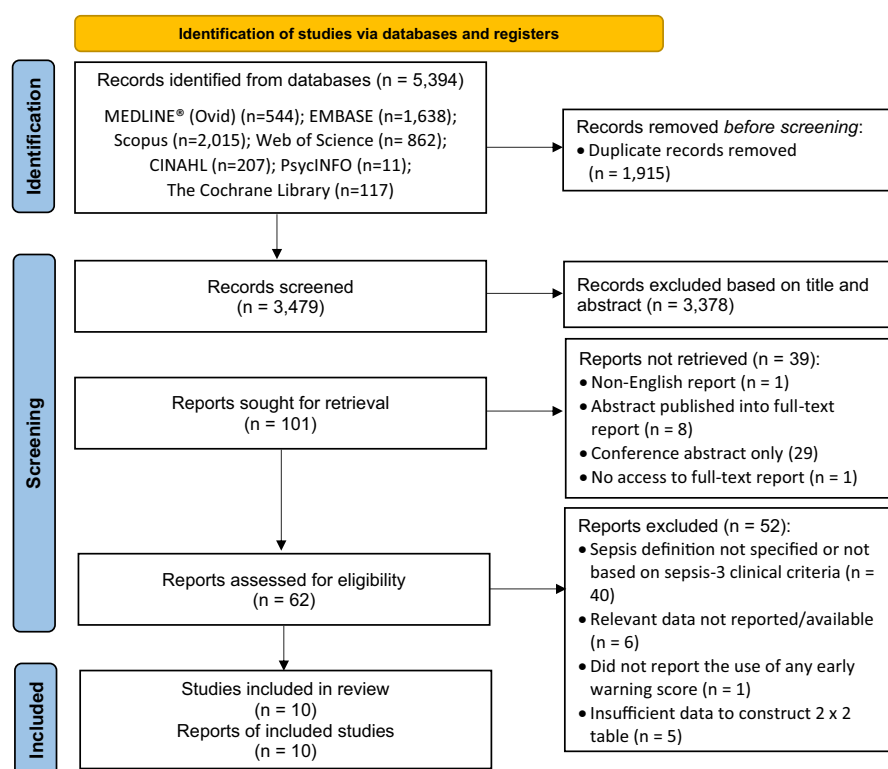 Identification of studies via databases and registers
Identification
Records identified from databases (n = 5,394)
MEDLINE® (Ovid) (n=544); EMBASE (n=1,638);
Scopus (n=2,015); Web of Science (n= 862);
CINAHL (n=207); PsycINFO (n=11);
The Cochrane Library (n=117)
Records removed before screening:
• Duplicate records removed
(n = 1,915)
Screening
Records screened
(n = 3,479)
Records excluded based on title and
abstract (n = 3,378)
Reports sought for retrieval
(n = 101)
Reports not retrieved (n = 39):
• Non-English report (n = 1)
• Abstract published into full-text
report (n = 8)
• Conference abstract only (29)
• No access to full-text report (n = 1)
Reports assessed for eligibility
(n = 62)
Reports excluded (n = 52):
• Sepsis definition not specified or not
based on sepsis-3 clinical criteria (n =
40)
• Relevant data not reported/available
(n = 6)
• Did not report the use of any early
warning score (n = 1)
• Insufficient data to construct 2 x 2
table (n = 5)
Included
Studies included in review
(n = 10)
Reports of included studies
(n = 10)